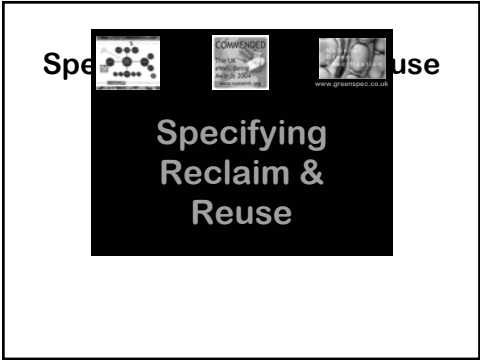 Spe use
COMMENDED
The UK
Awards 2004
www.greenspec.co.uk
Specifying
Reclaim &
Reuse